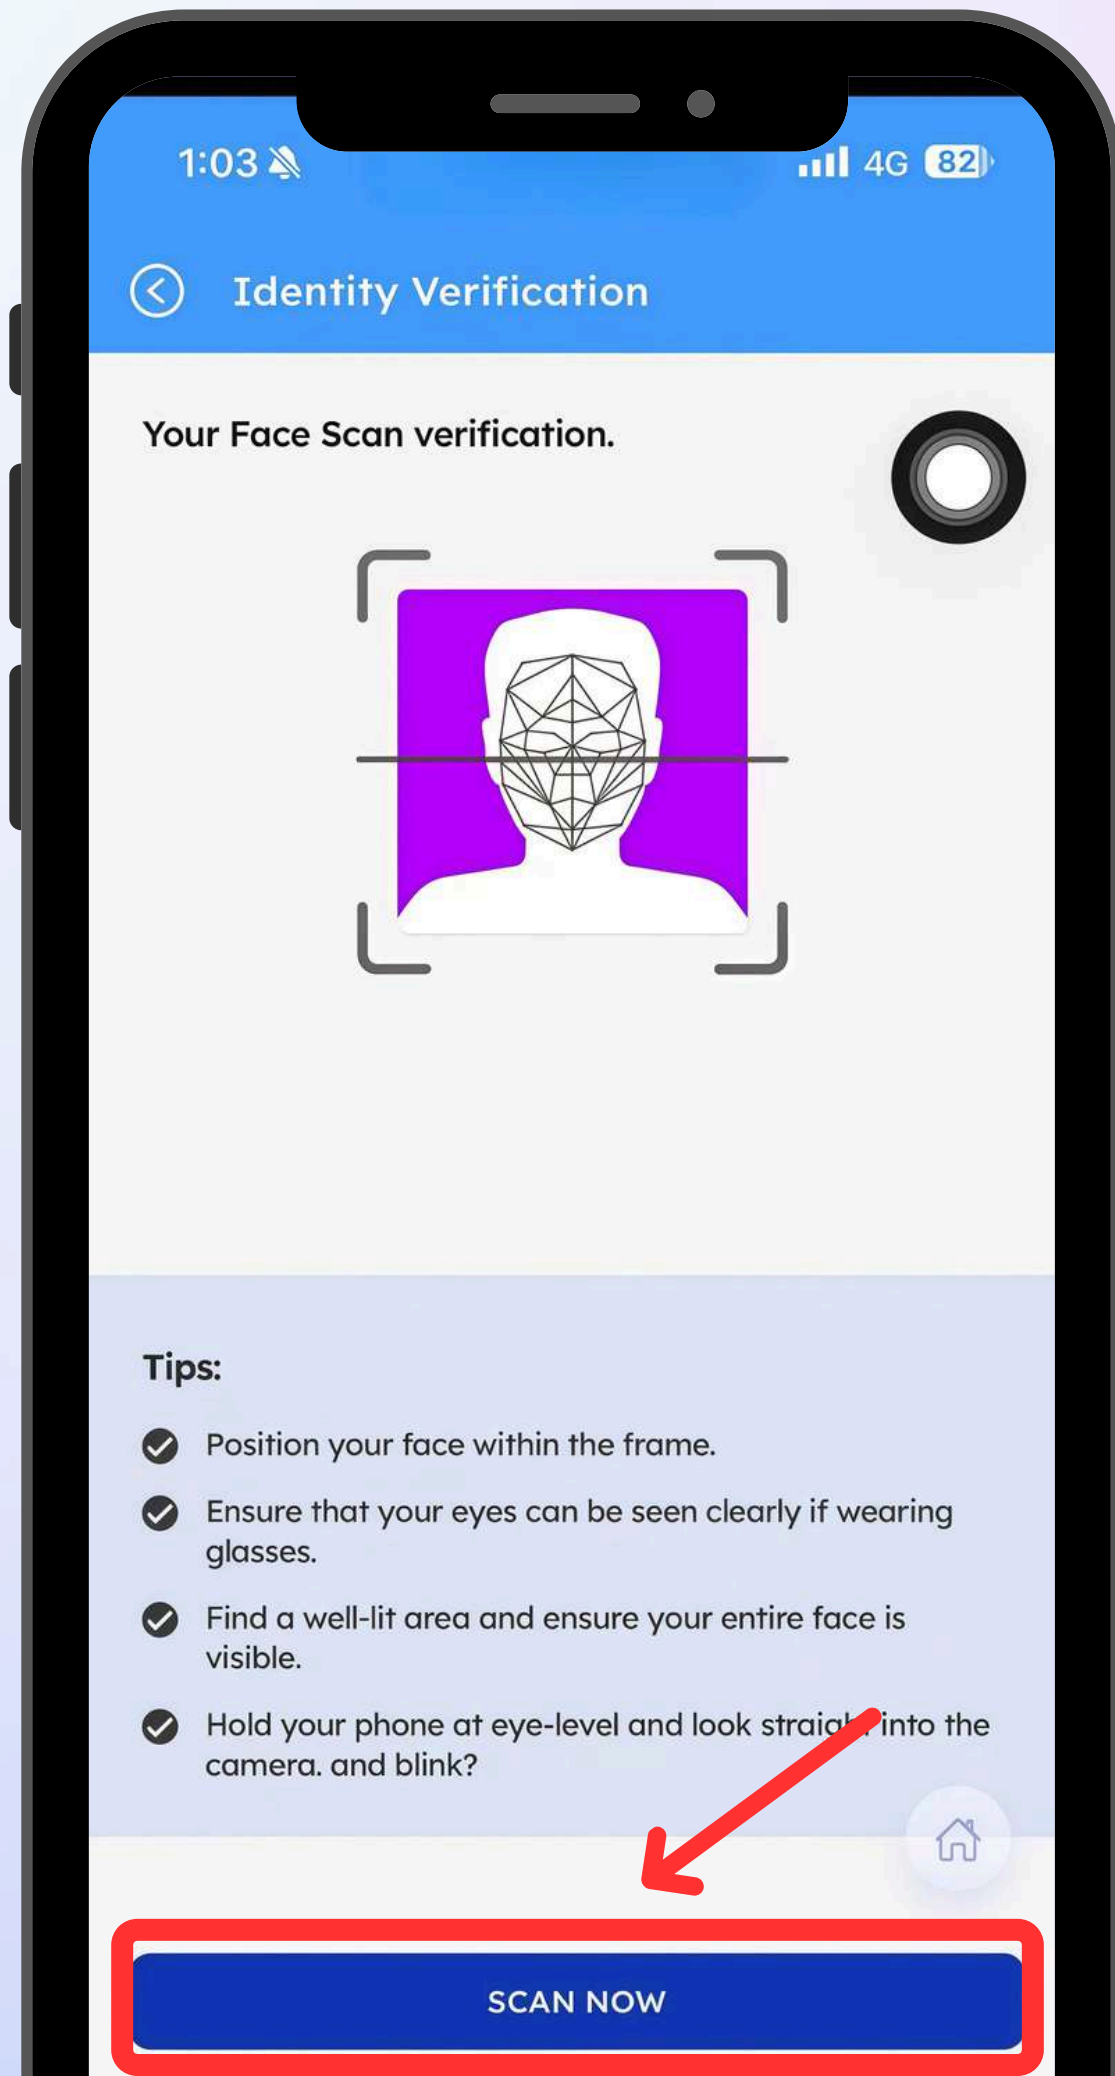 1:03
4G 82
Identity Verification
Your Face Scan verification.
Tips:
Position your face within the frame.
Ensure that your eyes can be seen clearly if wearing
glasses.
Find a well-lit area and ensure your entire face is
visible.
Hold your phone at eye-level and look straight into the
camera. and blink?
SCAN NOW